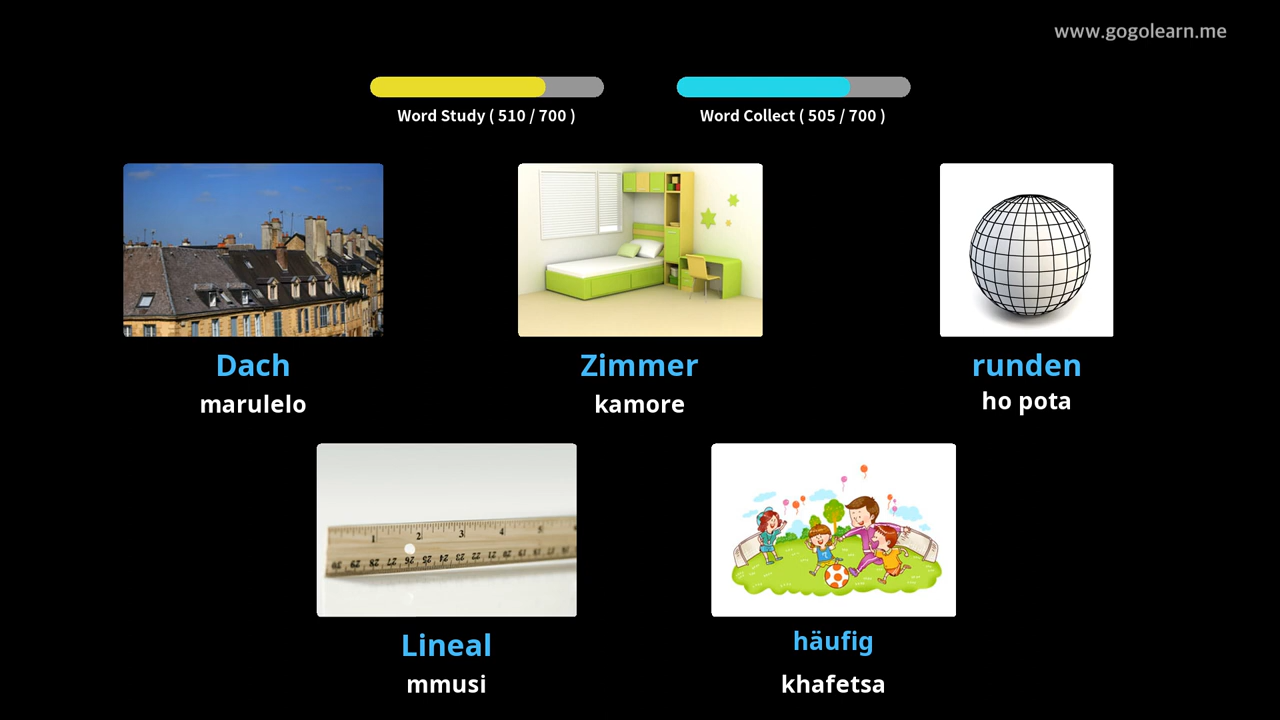 www.gogolearn.me
Word Study ( 510 / 700 )
Word Collect ( 505 / 700 )
Dach
marulelo
Zimmer
kamore
runden
ho pota
Lineal
mmusi
häufig
khafetsa